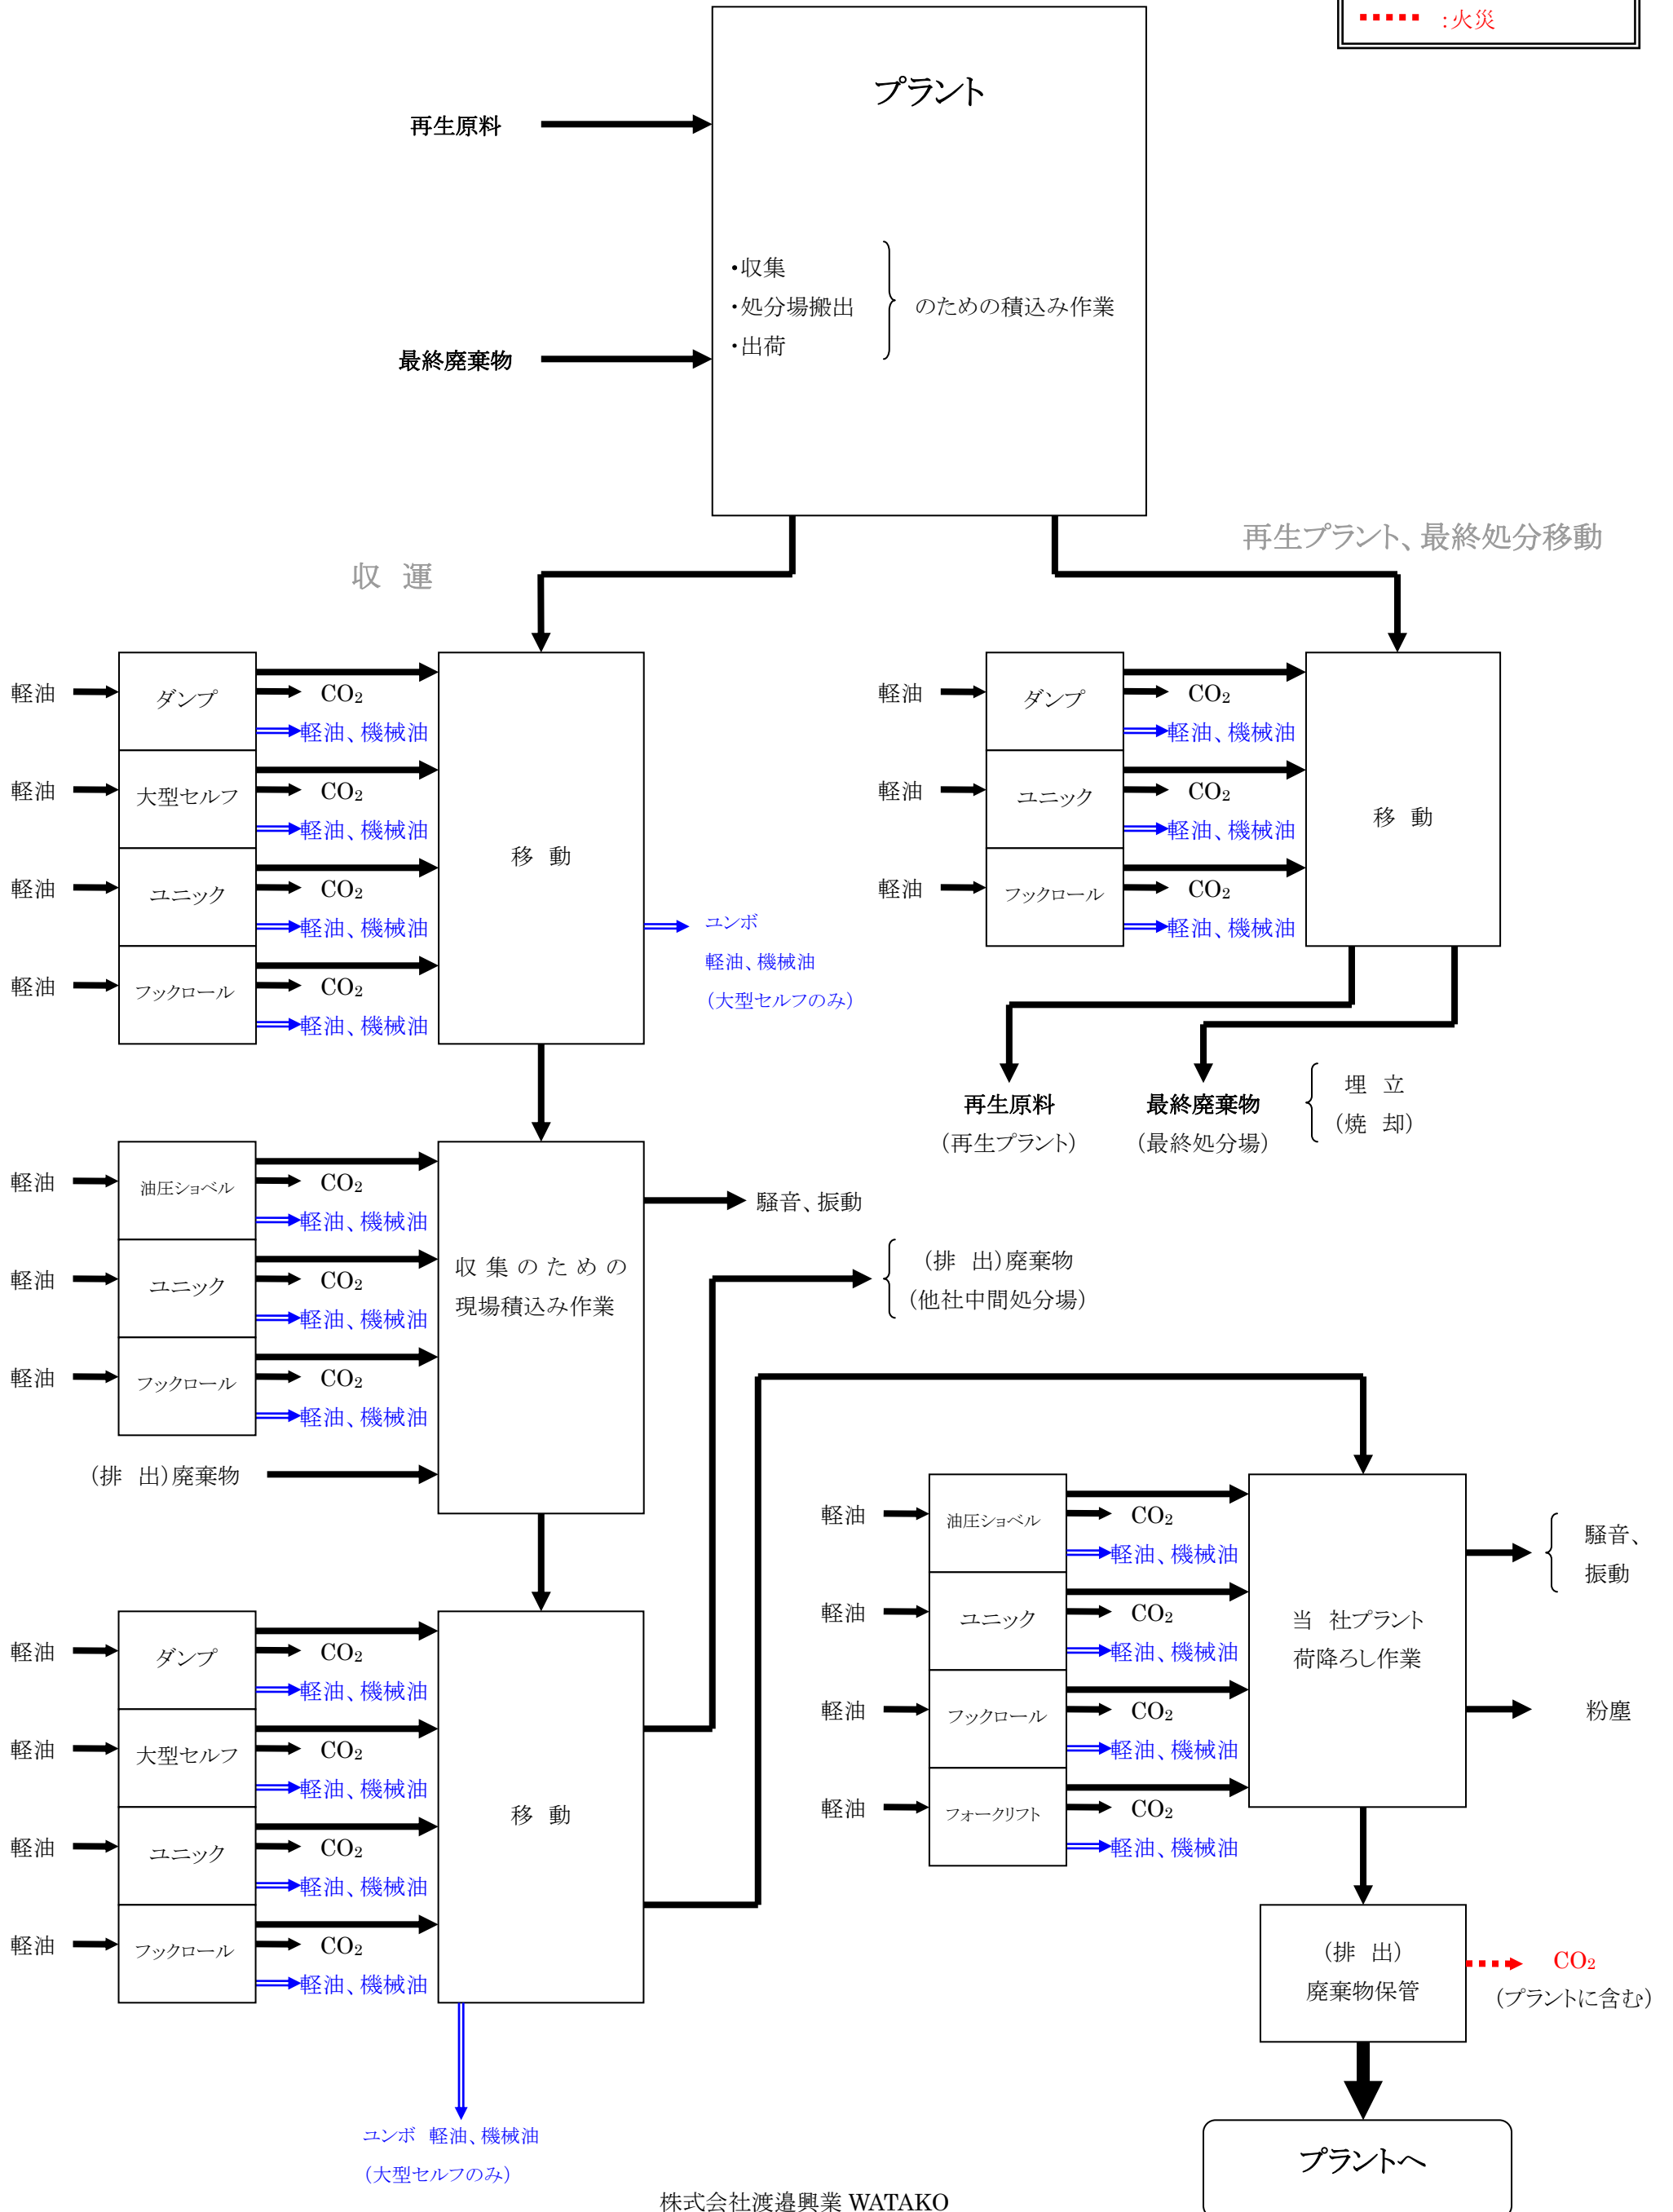 :火災
プラント
再生原料
・収集
・処分場搬出
のための積込み作業
・出荷
最終廃棄物
再生プラント、最終処分移動
収 運
軽油
ダンプ
CO₂
軽油、機械油
軽油
大型セルフ
CO₂
軽油、機械油
軽油
ユニック
CO₂
軽油、機械油
軽油
フックロール
CO₂
軽油、機械油
移 動
ユンボ
軽油、機械油
(大型セルフのみ)
軽油
ダンプ
CO₂
軽油、機械油
軽油
ユニック
CO₂
軽油、機械油
軽油
フックロール
CO₂
軽油、機械油
移 動
再生原料
(再生プラント)
最終廃棄物
(最終処分場)
埋 立
(焼 却)
軽油
油圧ショベル
CO₂
軽油、機械油
軽油
ユニック
CO₂
軽油、機械油
軽油
フックロール
CO₂
軽油、機械油
(排 出)廃棄物
収集のための
現場積込み作業
騒音、振動
(排 出)廃棄物
(他社中間処分場)
軽油
ダンプ
CO₂
軽油、機械油
軽油
大型セルフ
CO₂
軽油、機械油
軽油
ユニック
CO₂
軽油、機械油
軽油
フックロール
CO₂
軽油、機械油
移 動
ユンボ 軽油、機械油
(大型セルフのみ)
軽油
油圧ショベル
CO₂
軽油、機械油
軽油
ユニック
CO₂
軽油、機械油
軽油
フックロール
CO₂
軽油、機械油
軽油
フォークリフト
CO₂
軽油、機械油
当 社プラント
荷降ろし作業
騒音、
振動
粉塵
(排 出)
廃棄物保管
CO₂
(プラントに含む)
プラントへ
株式会社渡邉興業 WATAKO